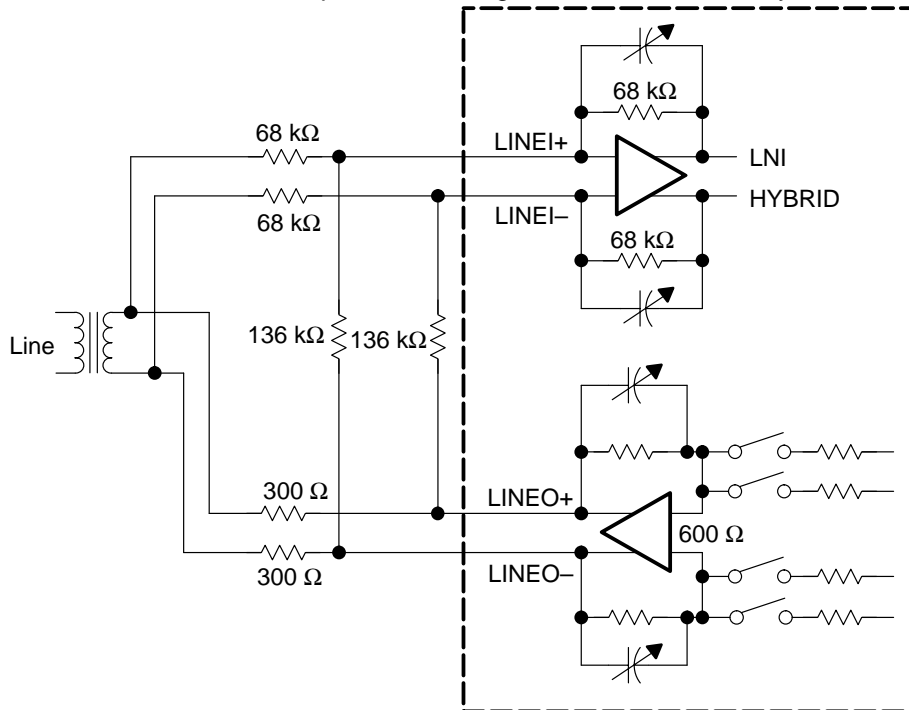 68 kΩ
68 kΩ
LINEI+
LNI
68 kΩ
LINEI–
HYBRID
68 kΩ
Line
136 kΩ
136 kΩ
300 Ω
LINEO+
600 Ω
300 Ω
LINEO–